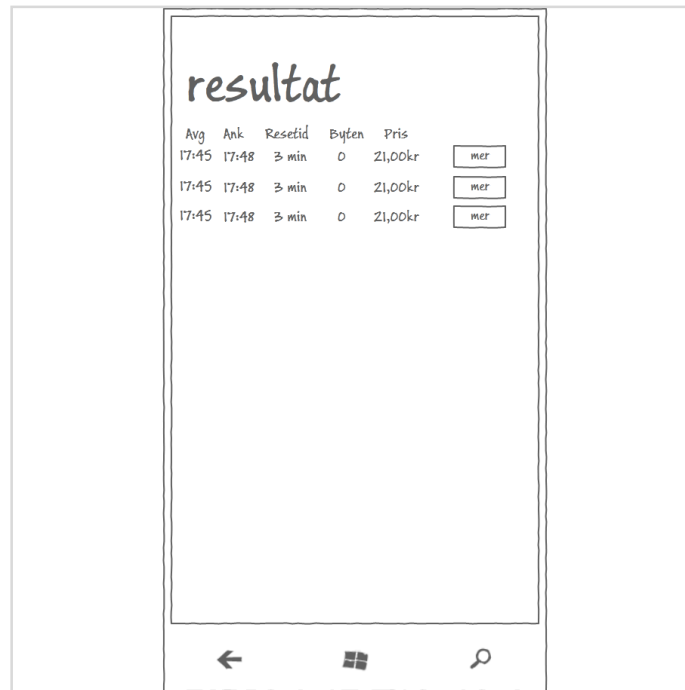 resultat
Avg Ank Resetid Byten Pris
17:45 17:48 3 min 0 21,00kr mer
17:45 17:48 3 min 0 21,00kr mer
17:45 17:48 3 min 0 21,00kr mer